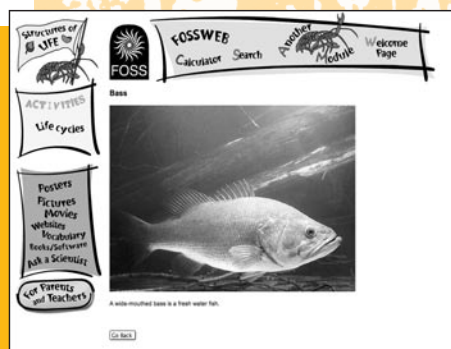 Structures of
LIFE
ACTIVITIES
Life cycles
Posters
Pictures
Movies
Websites
Vocabulary
Books/Software
Ask a Scientist
For Parents
and Teachers
FOSS
FOSSWEB
Calculator Search
Another
Module
Welcome
Page
Bass
A wide-mouthed bass is a fresh water fish.
Go Back